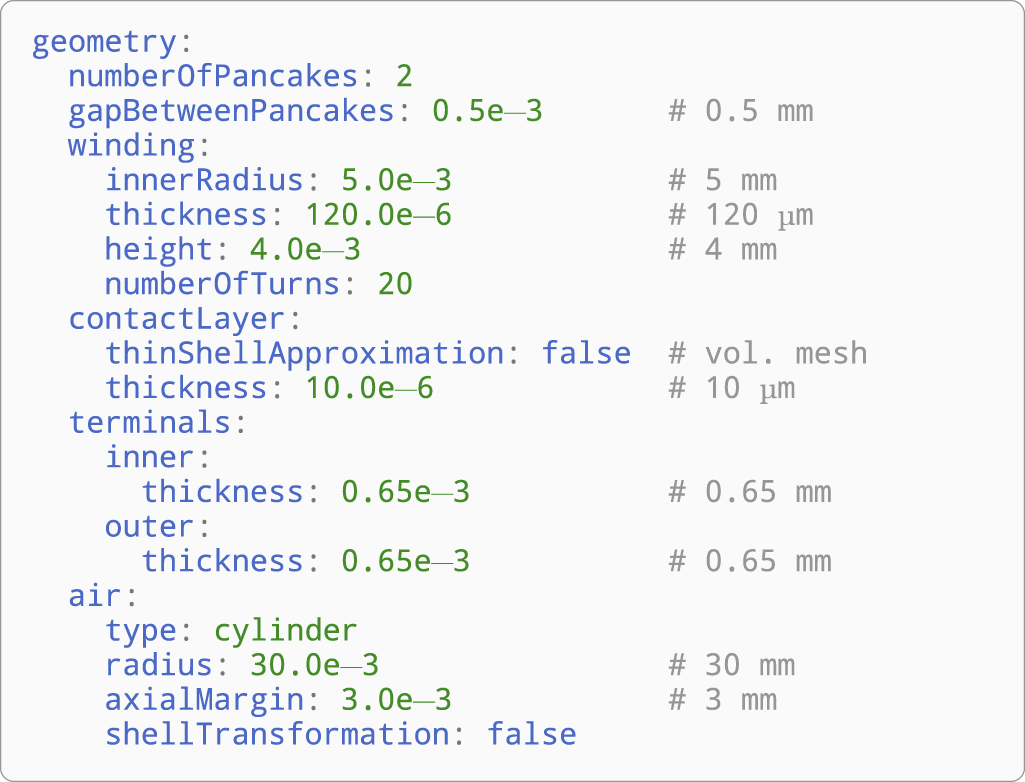 geometry:
  numberOfPancakes: 2
  gapBetweenPancakes: 0.5e−3       # 0.5 mm
  winding:
    innerRadius: 5.0e−3            # 5 mm
    thickness: 120.0e−6            # 120 µm
    height: 4.0e−3                 # 4 mm
    numberOfTurns: 20
  contactLayer:
    thinShellApproximation: false  # vol. mesh
    thickness: 10.0e−6             # 10 µm
  terminals:
    inner:
      thickness: 0.65e−3           # 0.65 mm
    outer:
      thickness: 0.65e−3           # 0.65 mm
  air:
    type: cylinder
    radius: 30.0e−3                # 30 mm
    axialMargin: 3.0e−3            # 3 mm
    shellTransformation: false